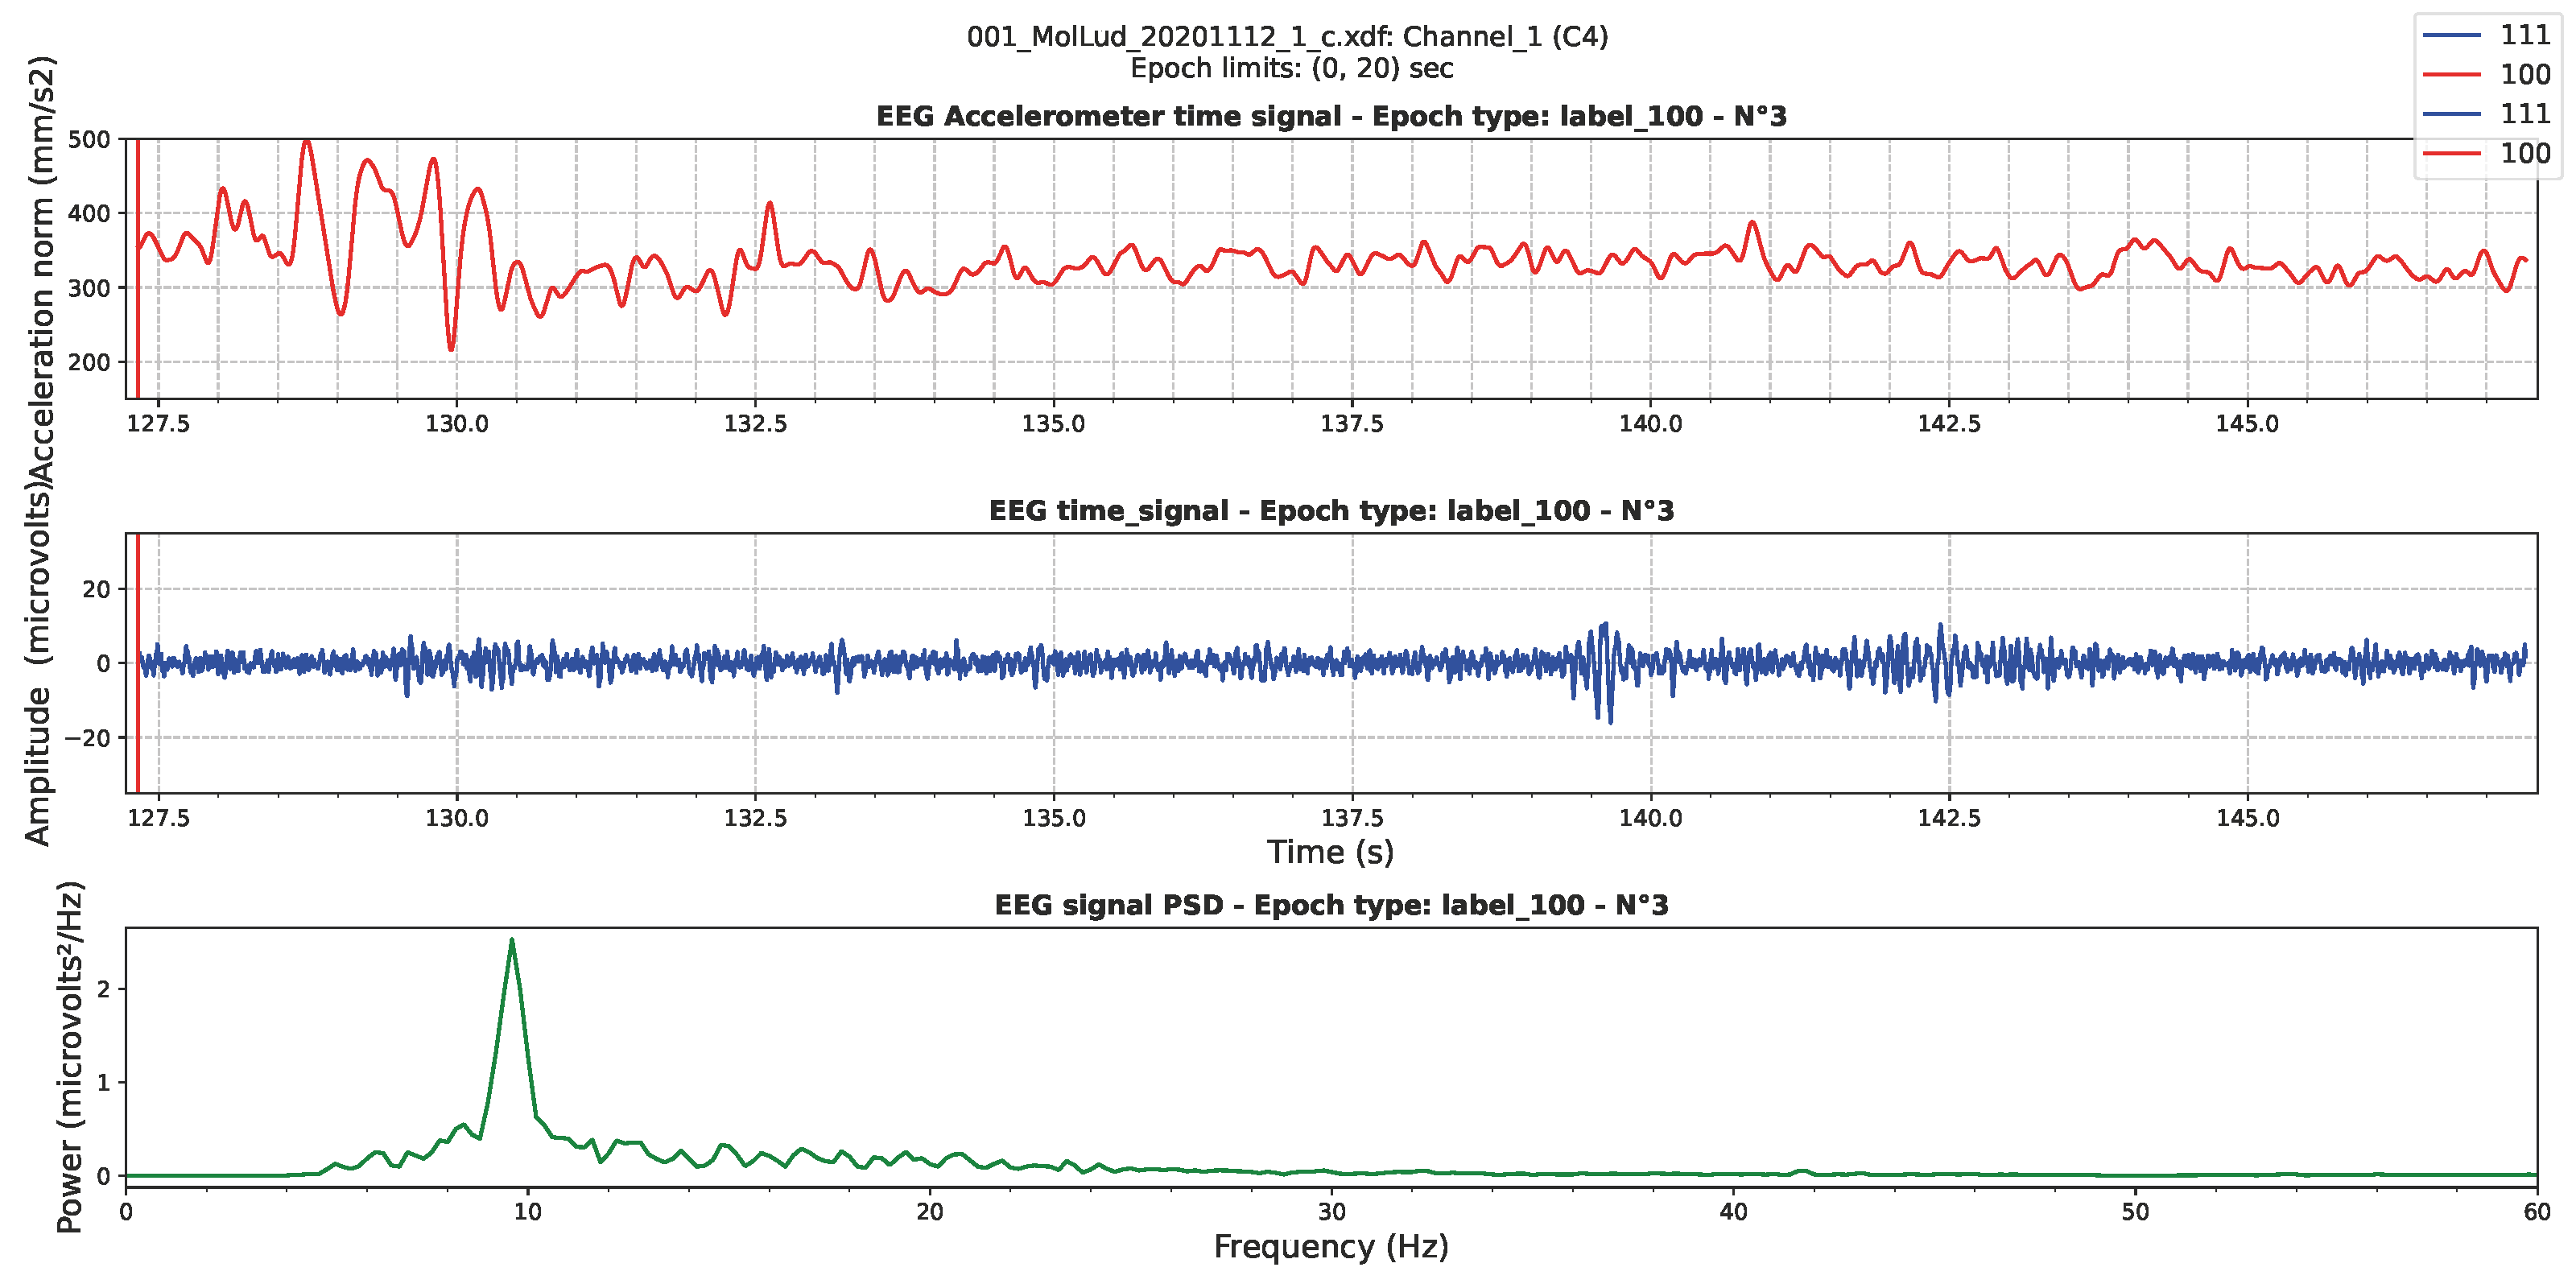 001_MolLud_20201112_1_c.xdf: Channel_1 (C4)
Epoch limits: (0, 20) sec
111
100
111
100
EEG Accelerometer time signal - Epoch type: label_100 - N°3
Acceleration norm (mm/s2)
500
400
300
200
127.5 130.0 132.5 135.0 137.5 140.0 142.5 145.0
EEG time_signal - Epoch type: label_100 - N°3
Amplitude (microvolts)
20
0
−20
127.5 130.0 132.5 135.0 137.5 140.0 142.5 145.0
Time (s)
EEG signal PSD - Epoch type: label_100 - N°3
Power (microvolts²/Hz)
2
1
0
0 10 20 30 40 50 60
Frequency (Hz)